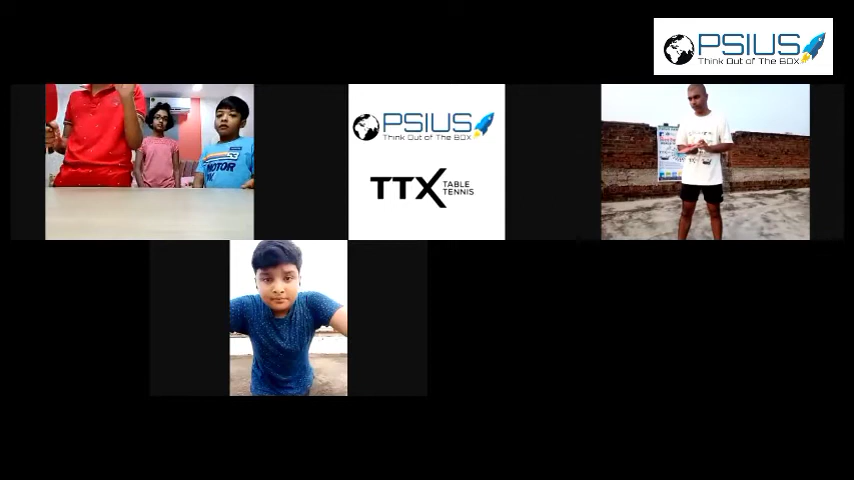 PSIUS
Think Out of The BOX
PSIUS
Think Out of The BOX
TTX TABLE
TENNIS
MOTOR